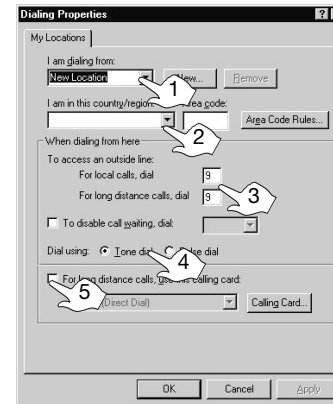 Dialing Properties ?
My Locations
I am dialing from:
New Location New... Remove
1
I am in this country/region: Area code:
Area Code Rules...
2
When dialing from here
To access an outside line:
For local calls, dial 9
For long distance calls, dial 9
3
To disable call waiting, dial:
Dial using: Tone dial Pulse dial
4
For long distance calls, use this calling card:
5
(Direct Dial) Calling Card...
OK Cancel Apply